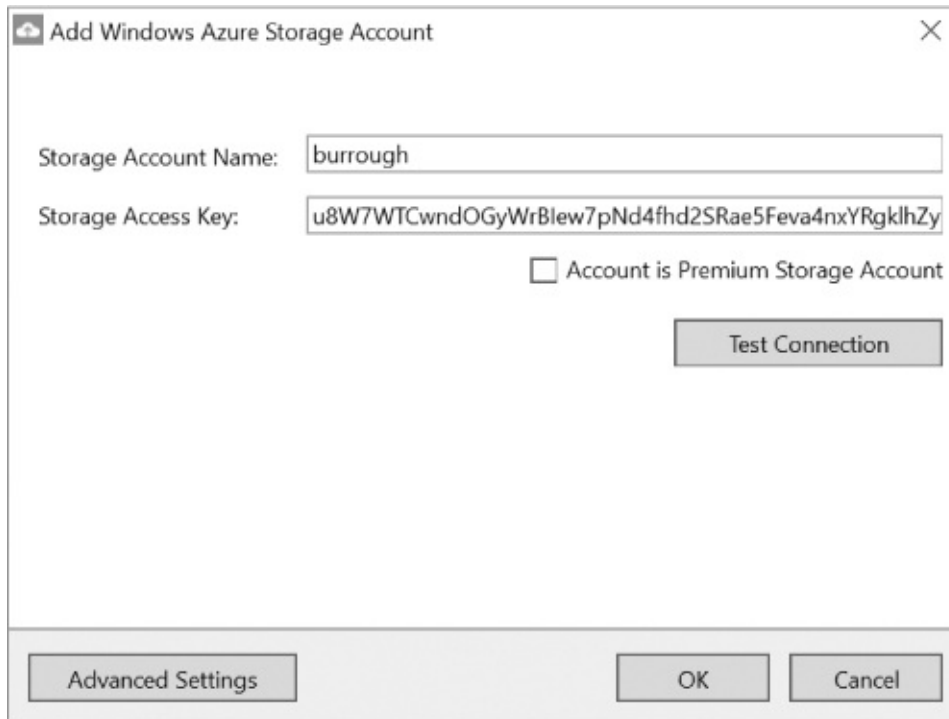 Add Windows Azure Storage Account
Storage Account Name: burrough
Storage Access Key: u8W7WTCwndOGyWrBIew7pNd4fhd2SRae5Feva4nxYRgklhZy
Account is Premium Storage Account
Test Connection
Advanced Settings OK Cancel